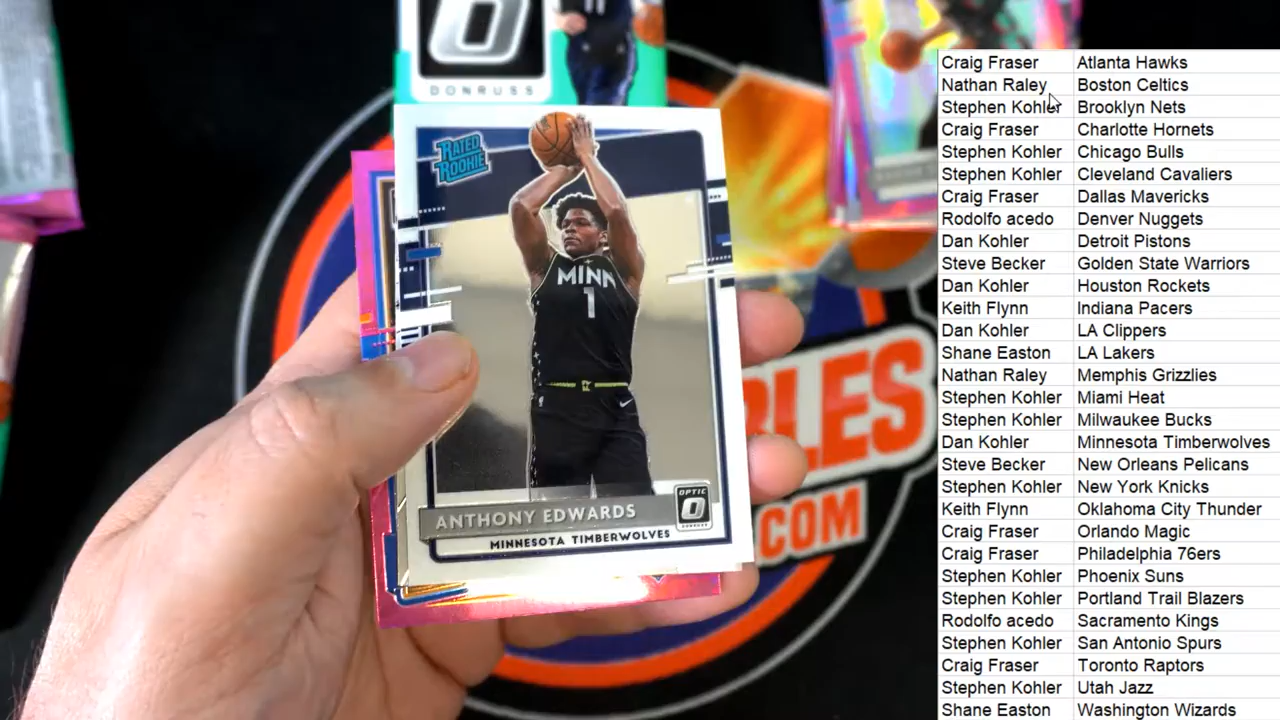 DONRUSS
RATED
ROOKIE
MINN
1
ANTHONY EDWARDS
OPTIC
DONRUSS
MINNESOTA TIMBERWOLVES
.COM
Craig Fraser Atlanta Hawks
Nathan Raley Boston Celtics
Stephen Kohler Brooklyn Nets
Craig Fraser Charlotte Hornets
Stephen Kohler Chicago Bulls
Stephen Kohler Cleveland Cavaliers
Craig Fraser Dallas Mavericks
Rodolfo acedo Denver Nuggets
Dan Kohler Detroit Pistons
Steve Becker Golden State Warriors
Dan Kohler Houston Rockets
Keith Flynn Indiana Pacers
Dan Kohler LA Clippers
Shane Easton LA Lakers
Nathan Raley Memphis Grizzlies
Stephen Kohler Miami Heat
Stephen Kohler Milwaukee Bucks
Dan Kohler Minnesota Timberwolves
Steve Becker New Orleans Pelicans
Stephen Kohler New York Knicks
Keith Flynn Oklahoma City Thunder
Craig Fraser Orlando Magic
Craig Fraser Philadelphia 76ers
Stephen Kohler Phoenix Suns
Stephen Kohler Portland Trail Blazers
Rodolfo acedo Sacramento Kings
Stephen Kohler San Antonio Spurs
Craig Fraser Toronto Raptors
Stephen Kohler Utah Jazz
Shane Easton Washington Wizards